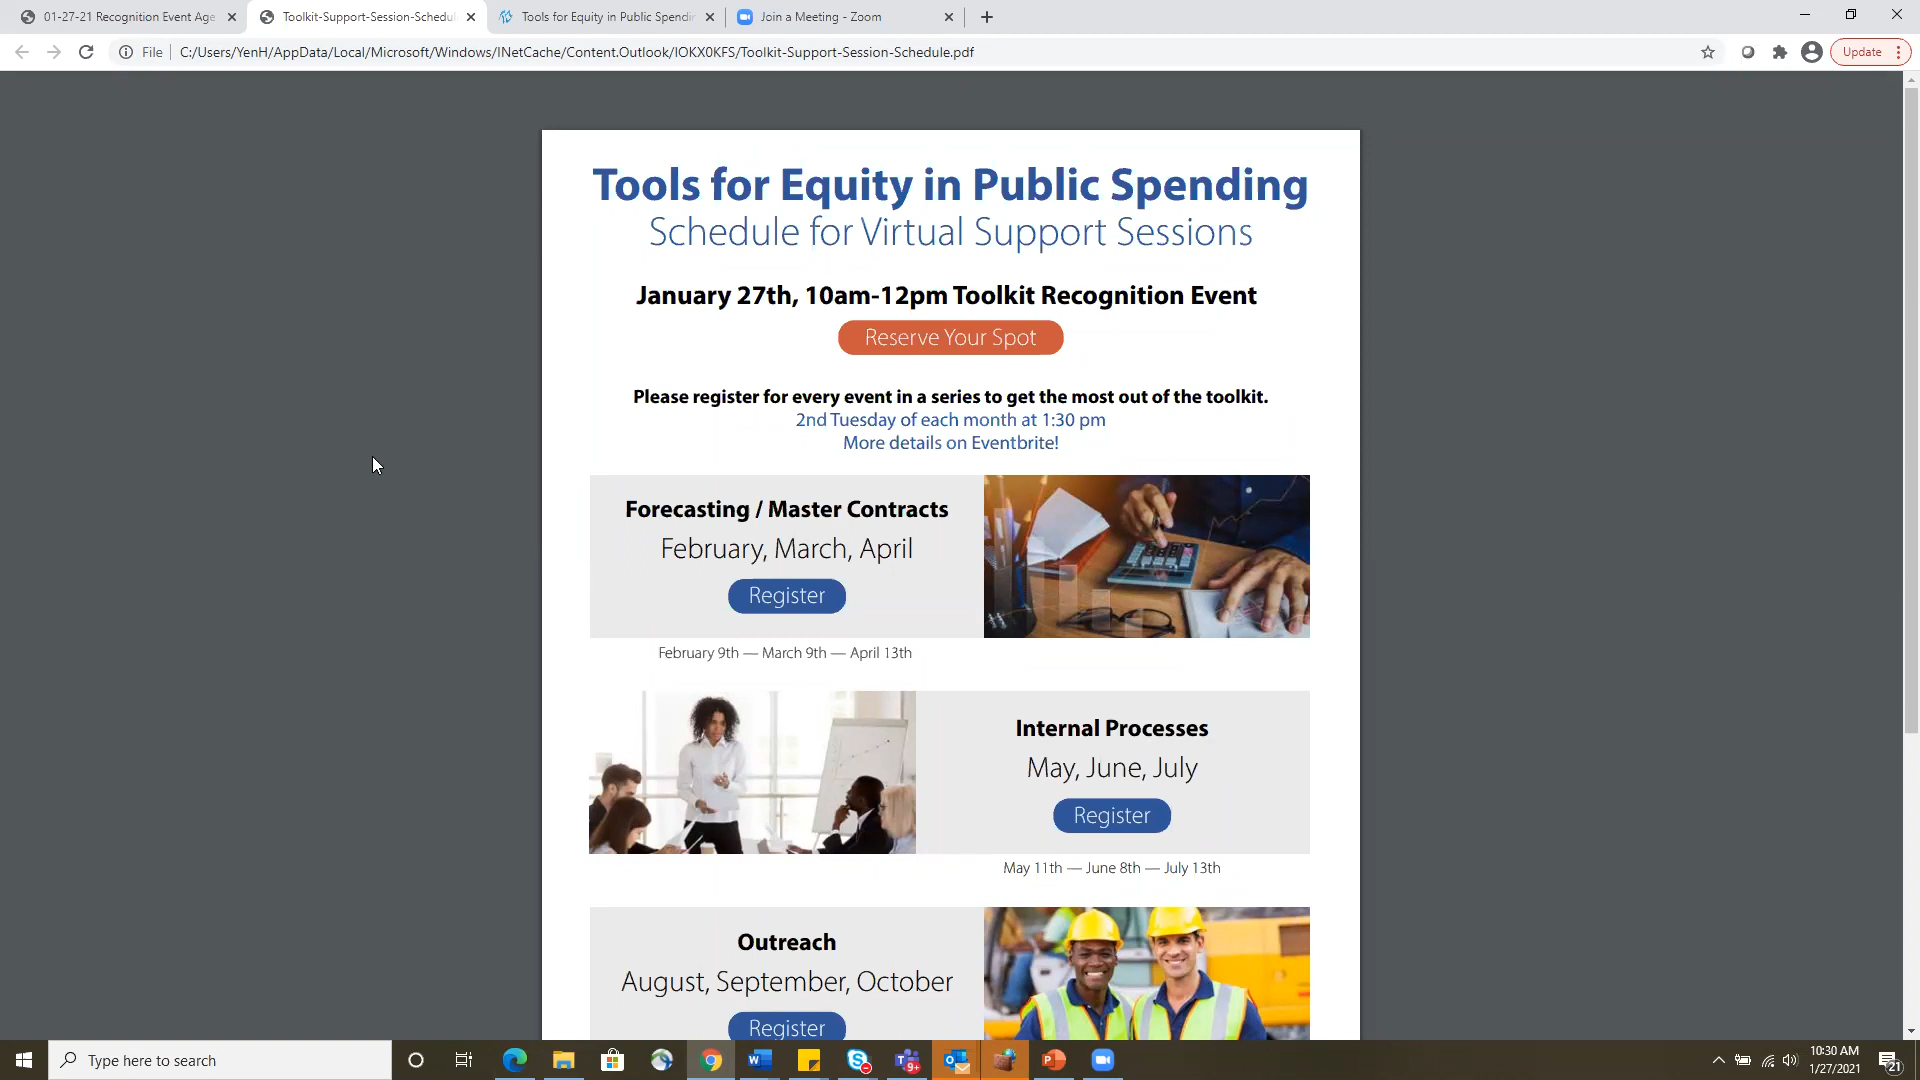 01-27-21 Recognition Event Age
Toolkit-Support-Session-Schedul
Tools for Equity in Public Spendin
Join a Meeting - Zoom
File
C:/Users/YenH/AppData/Local/Microsoft/Windows/INetCache/Content.Outlook/IOKX0KFS/Toolkit-Support-Session-Schedule.pdf
Update
Tools for Equity in Public Spending
Schedule for Virtual Support Sessions
January 27th, 10am-12pm Toolkit Recognition Event
Reserve Your Spot
Please register for every event in a series to get the most out of the toolkit.
2nd Tuesday of each month at 1:30 pm
More details on Eventbrite!
Forecasting / Master Contracts
February, March, April
Register
February 9th — March 9th — April 13th
Internal Processes
May, June, July
Register
May 11th — June 8th — July 13th
Outreach
August, September, October
Register
Type here to search
9+
10:30 AM
1/27/2021
21